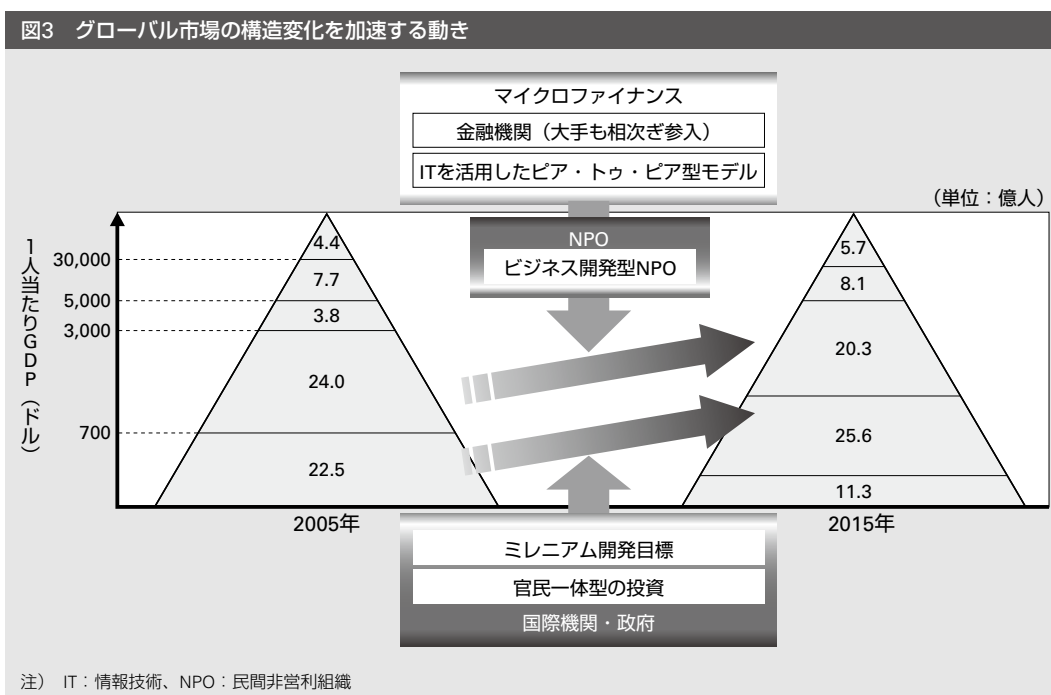 図3　グローバル市場の構造変化を加速する動き
マイクロファイナンス
金融機関（大手も相次ぎ参入）
ITを活用したピア・トゥ・ピア型モデル
（単位：億人）
NPO
ビジネス開発型NPO
1人当たりGDP（ドル）
30,000
5,000
3,000
700
4.4
7.7
3.8
24.0
22.5
2005年
5.7
8.1
20.3
25.6
11.3
2015年
ミレニアム開発目標
官民一体型の投資
国際機関・政府
注）　IT：情報技術、NPO：民間非営利組織